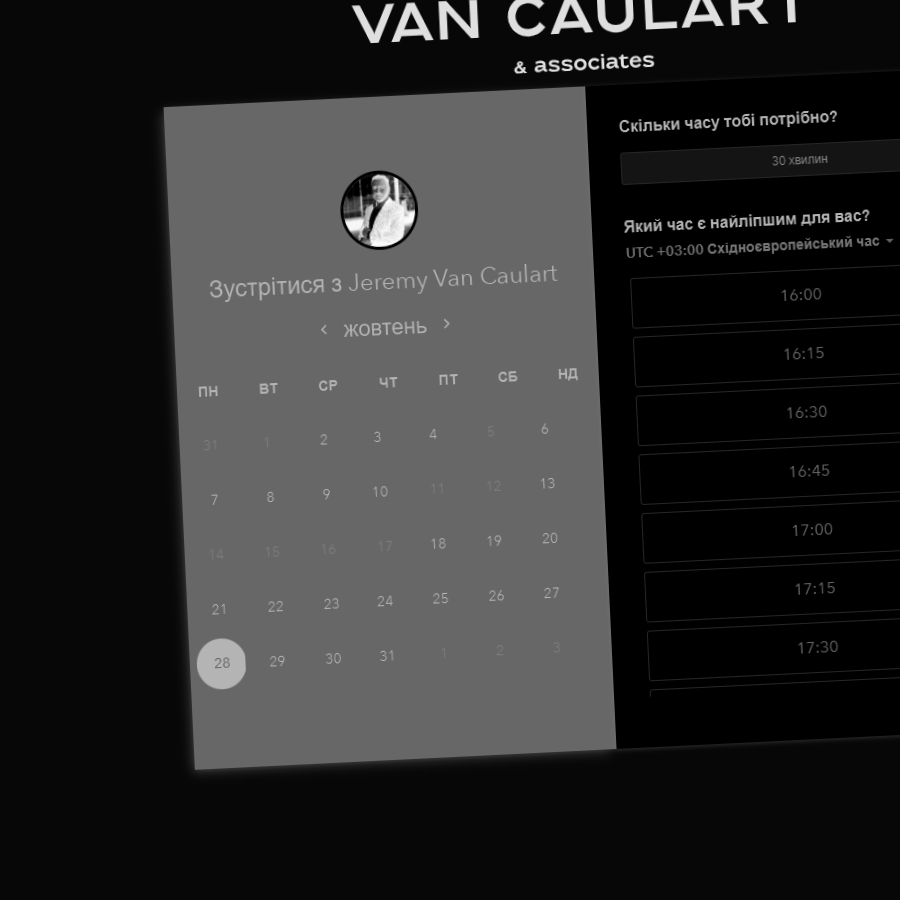 VAN CAULART
& associates
Зустрітися з Jeremy Van Caulart
жовтень
ПН ВТ СР ЧТ ПТ СБ НД
31 1 2 3 4 5 6
7 8 9 10 11 12 13
14 15 16 17 18 19 20
21 22 23 24 25 26 27
28 29 30 31 1 2 3
Скільки часу тобі потрібно?
30 хвилин
Який час є найліпшим для вас?
UTC +03:00 Східноєвропейський час
16:00
16:15
16:30
16:45
17:00
17:15
17:30